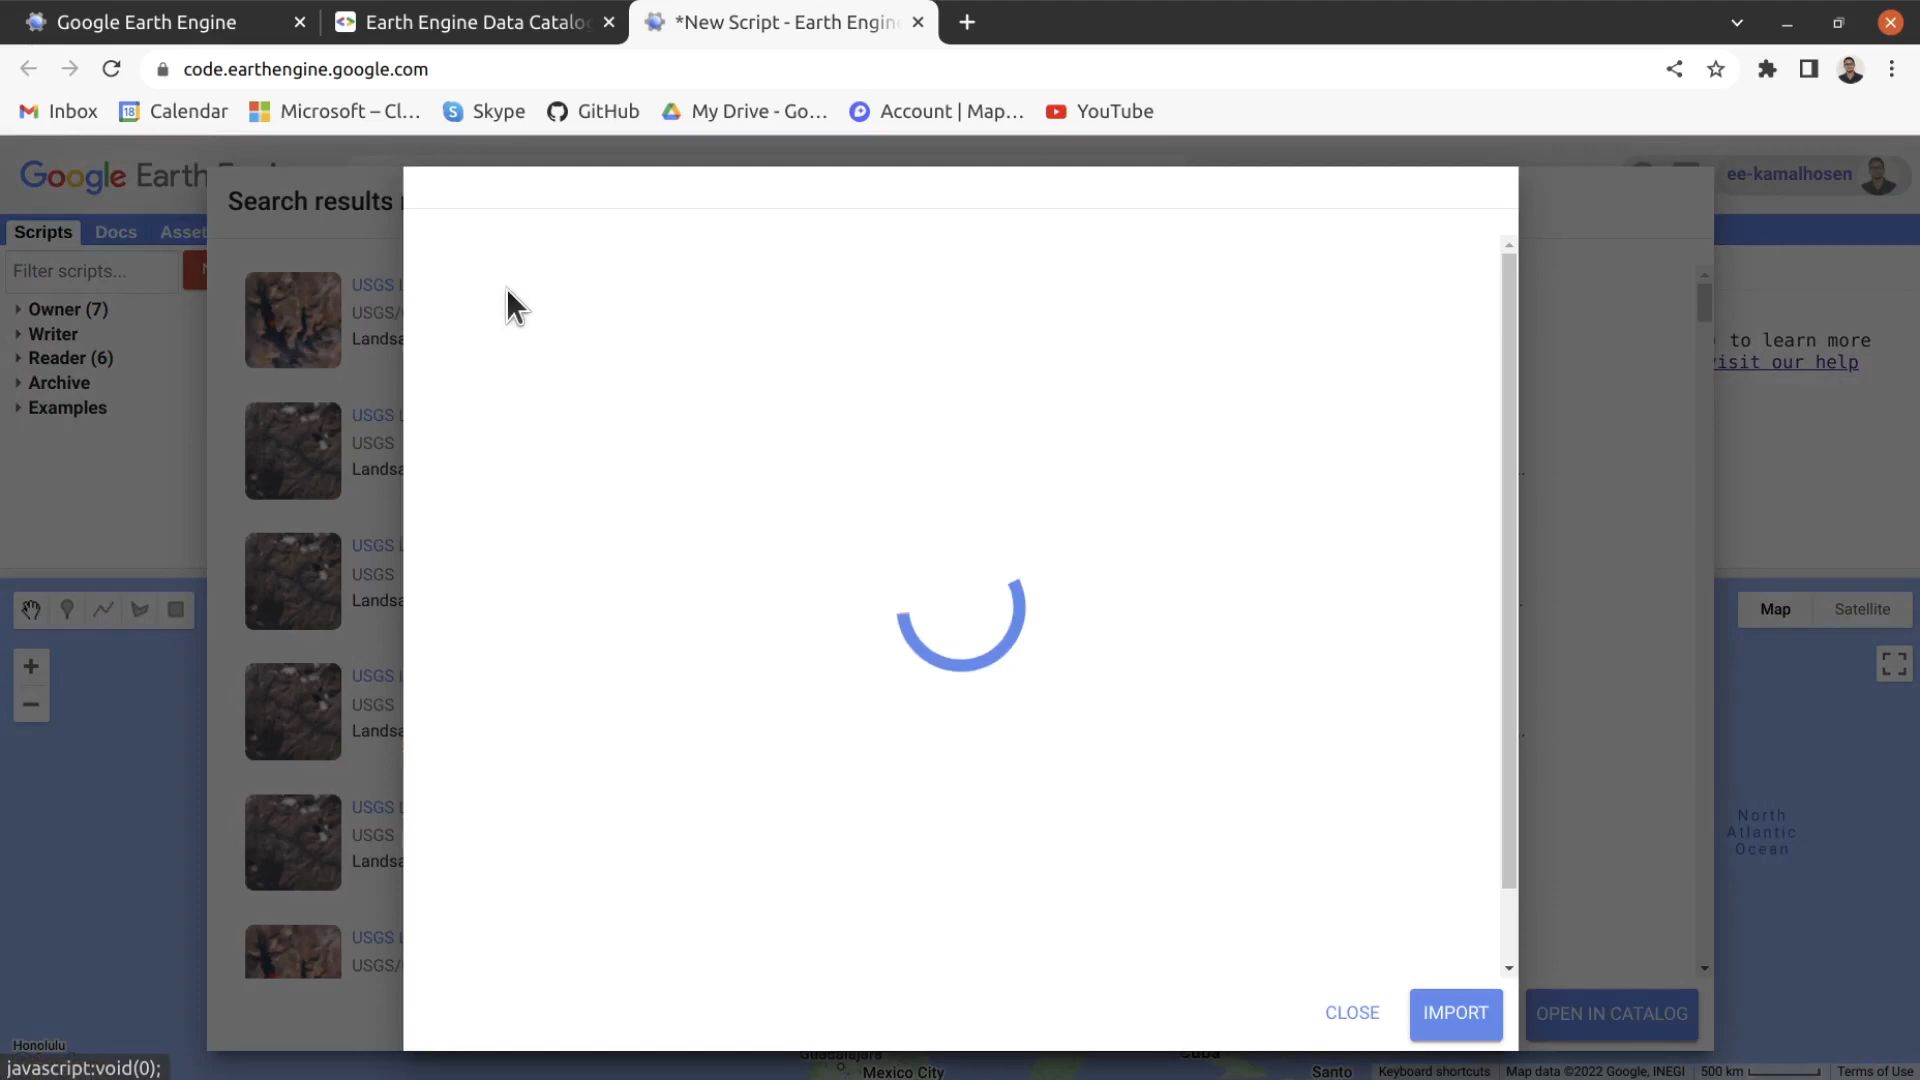 Google Earth Engine
Earth Engine Data Catalo
*New Script - Earth Engin
code.earthengine.google.com
Inbox
Calendar
Microsoft – Cl...
Skype
GitHub
My Drive - Go...
Account | Map...
YouTube
Google Earth
ee-kamalhosen
Search results
Scripts
Docs
Asset
Filter scripts...
Owner (7)
Writer
Reader (6)
Archive
Examples
USGS L
USGS/
Landsa
USGS L
USGS
Landsa
USGS L
USGS
Landsa
USGS L
USGS
Landsa
USGS L
USGS
Landsa
USGS L
USGS/
to learn more
visit our help
Map
Satellite
North
Atlantic
Ocean
CLOSE
IMPORT
OPEN IN CATALOG
Honolulu
javascript:void(0);
Guadalajara
Mexico City
Cuba
Santo
Keyboard shortcuts
Map data ©2022 Google, INEGI
500 km
Terms of Use